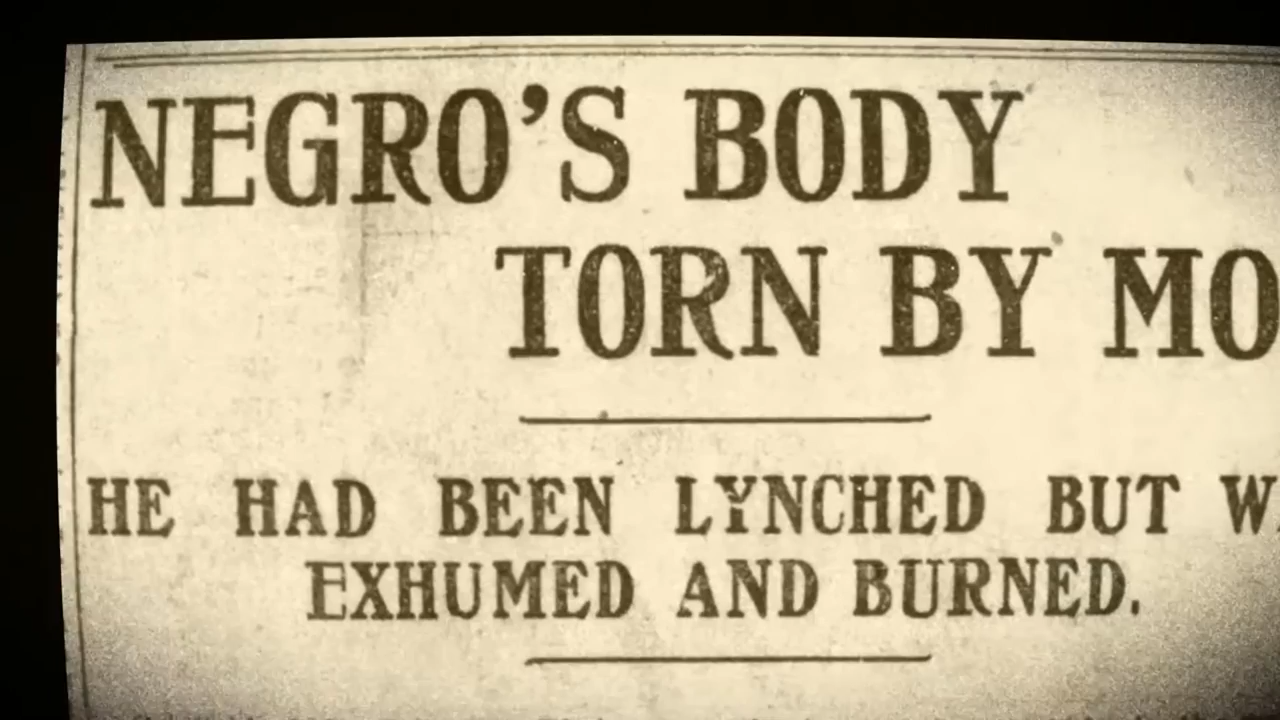 NEGRO'S BODY
TORN BY MO
HE HAD BEEN LYNCHED BUT W
EXHUMED AND BURNED.